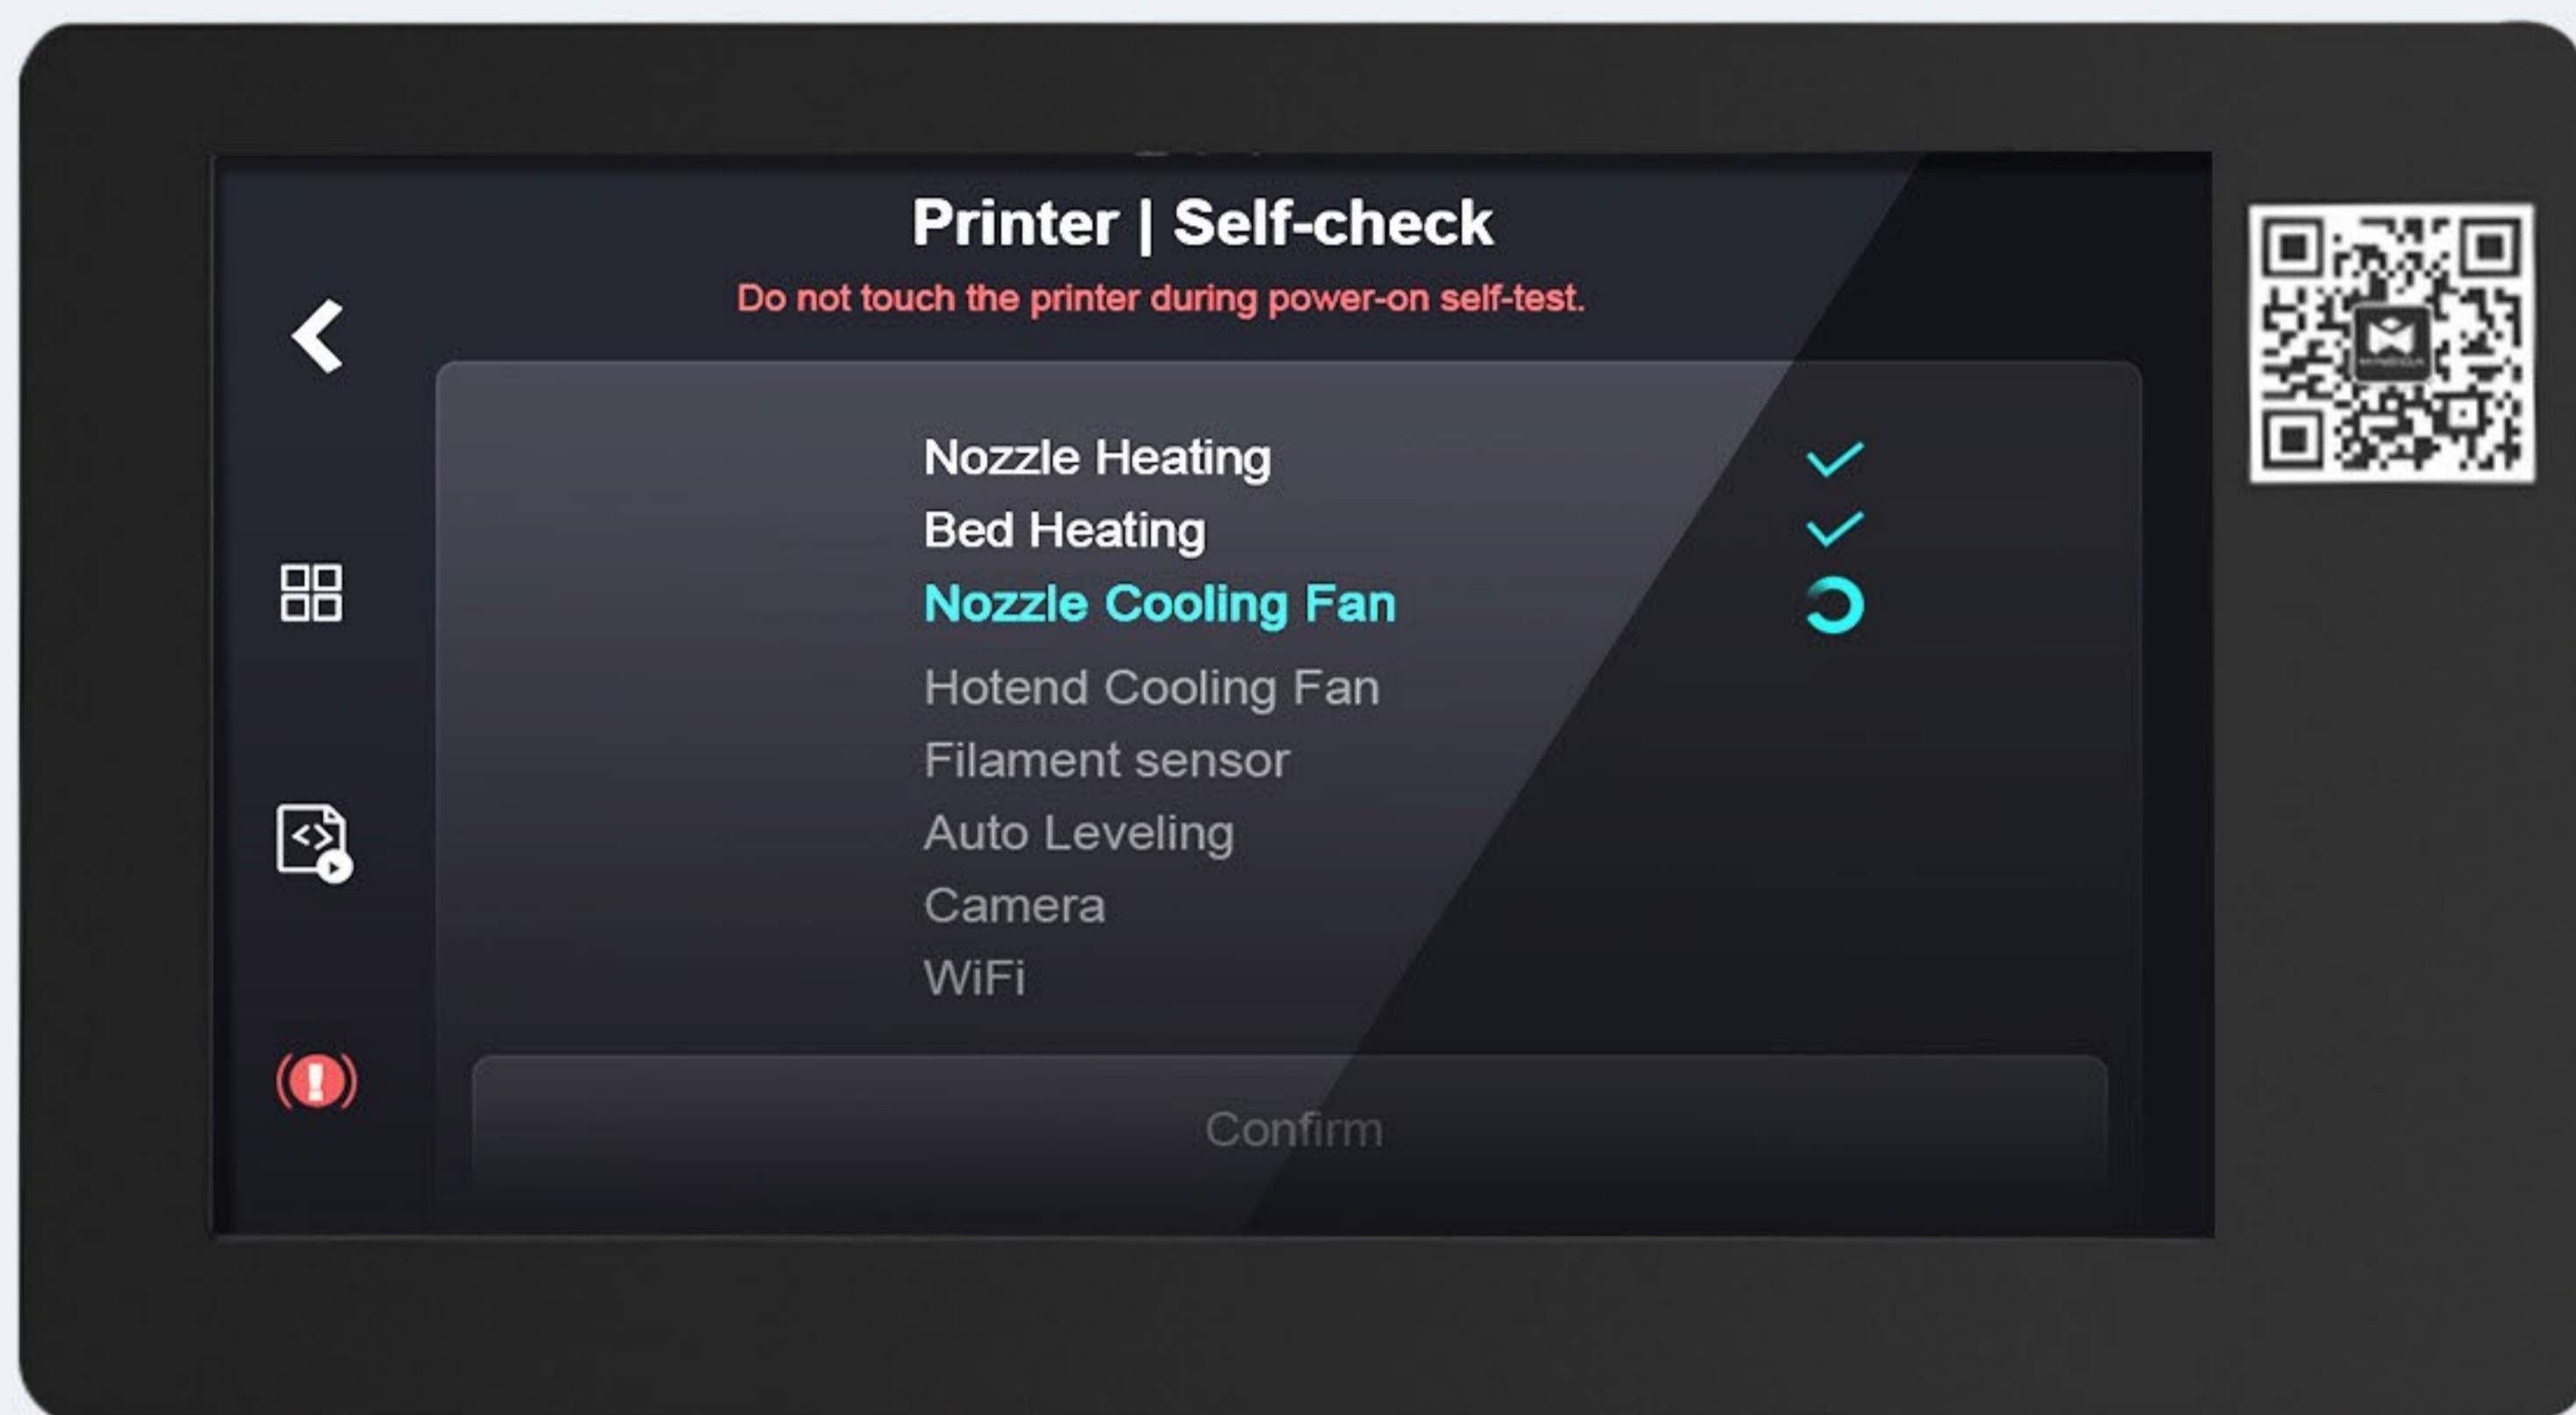 Printer | Self-check
Do not touch the printer during power-on self-test.
Nozzle Heating
Bed Heating
Nozzle Cooling Fan
Hotend Cooling Fan
Filament sensor
Auto Leveling
Camera
WiFi
Confirm